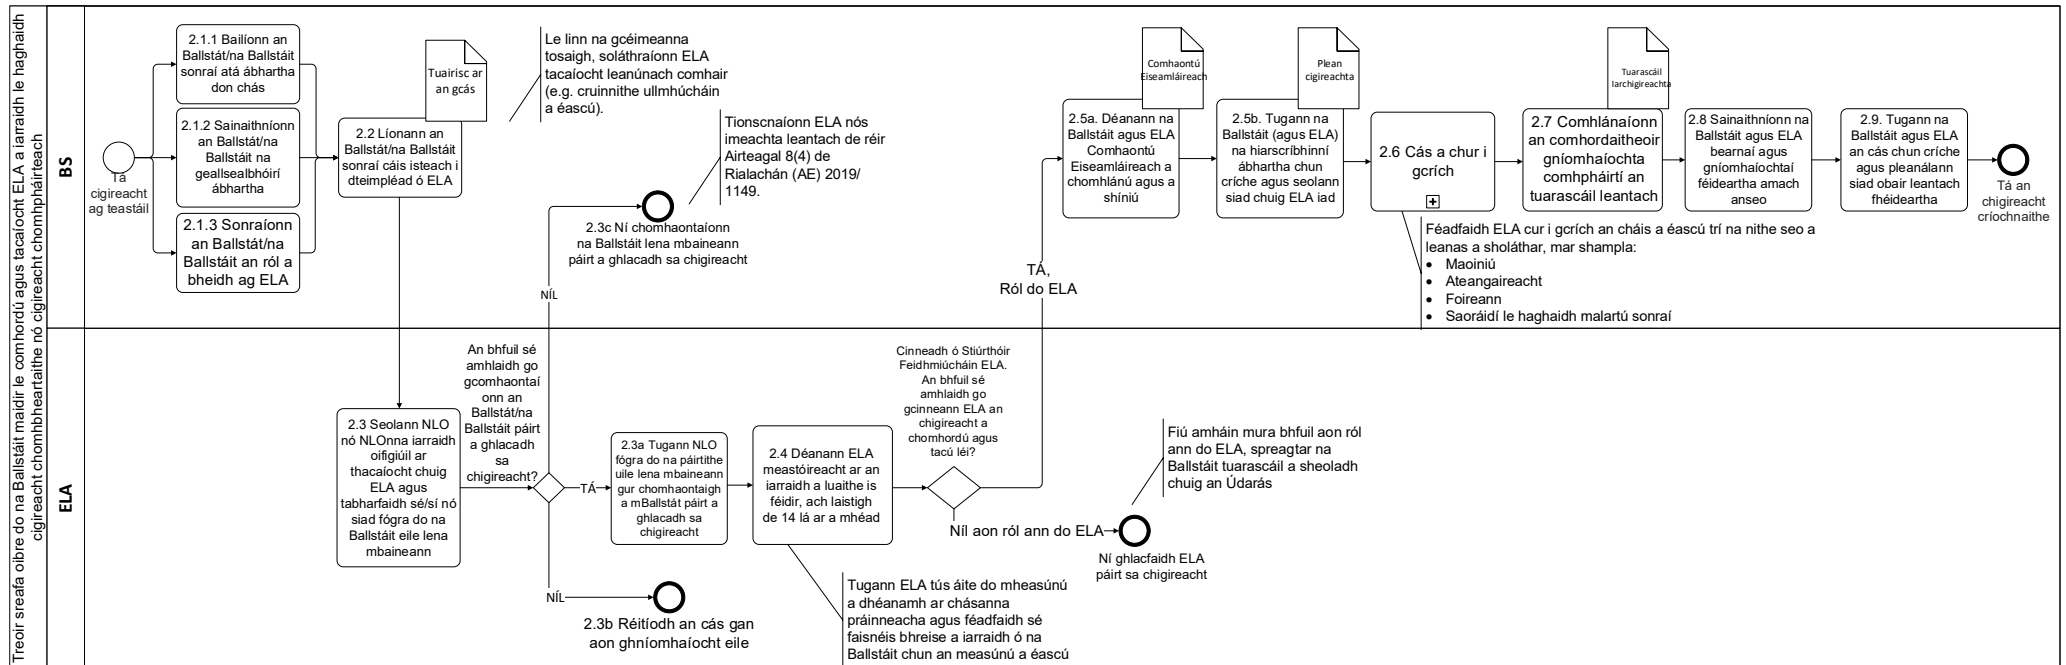 Treoir sreafa oibre do na Ballstáit maidir le comhordú agus tacaíocht ELA a iarraidh le haghaidh
cigireacht chomhbheartaithe nó cigireacht chomhpháirteach
BS
Tá
cigireacht
ag teastáil
2.1.1 Bailíonn an
Ballstát/na Ballstáit
sonraí atá ábhartha
don chás
2.1.2 Sainaithníonn
an Ballstát/na
Ballstáit na
geallsealbhóirí
ábhartha
2.1.3 Sonraíonn
an Ballstát/na
Ballstáit an ról a
bheidh ag ELA
Tuairisc ar
an gcás
2.2 Líonann an
Ballstát/na Ballstáit
sonraí cáis isteach i
dteimpléad ó ELA
Le linn na gcéimeanna
tosaigh, soláthraíonn ELA
tacaíocht leanúnach comhair
(e.g. cruinnithe ullmhúcháin
a éascú).
Tionscnaíonn ELA nós
imeachta leantach de réir
Airteagal 8(4) de
Rialachán (AE) 2019/
1149.
2.3c Ní chomhaontaíonn
na Ballstáit lena mbaineann
páirt a ghlacadh sa chigireacht
NÍL
TÁ,
Ról do ELA
Comhaontú
Eiseamláireach
2.5a. Déanann na
Ballstáit agus ELA
Comhaontú
Eiseamláireach a
chomhlánú agus a
shíniú
Plean
cigireachta
2.5b. Tugann na
Ballstáit (agus ELA)
na hiarscríbhinní
ábhartha chun
críche agus seolann
siad chuig ELA iad
2.6 Cás a chur i
gcrích
Féadfaidh ELA cur i gcrích an cháis a éascú trí na nithe seo a
leanas a sholáthar, mar shampla:
• Maoiniú
• Ateangaireacht
• Foireann
• Saoráidí le haghaidh malartú sonraí
Tuarascáil
Iarchigireachta
2.7 Comhlánaíonn
an comhordaitheoir
gníomhaíochta
comhpháirtí an
tuarascáil leantach
2.8 Sainaithníonn na
Ballstáit agus ELA
bearnaí agus
gníomhaíochtaí
féideartha amach
anseo
2.9. Tugann na
Ballstáit agus ELA
an cás chun críche
agus pleanálann
siad obair leantach
fhéideartha
Tá an
chigireacht
críochnaithe
ELA
2.3 Seolann NLO
nó NLOnna iarraidh
oifigiúil ar
thacaíocht chuig
ELA agus
tabharfaidh sé/sí nó
siad fógra do na
Ballstáit eile lena
mbaineann
An bhfuil sé
amhlaidh go
gcomhaontaí
onn an
Ballstát/na
Ballstáit páirt
a ghlacadh
sa
chigireacht?
TÁ
NÍL
2.3b Réitíodh an cás gan
aon ghníomhaíocht eile
2.3a Tugann NLO
fógra do na páirtithe
uile lena mbaineann
gur chomhaontaigh
a mBallstát páirt a
ghlacadh sa
chigireacht
2.4 Déanann ELA
meastóireacht ar an
iarraidh a luaithe is
féidir, ach laistigh
de 14 lá ar a mhéad
Tugann ELA tús áite do mheasúnú
a dhéanamh ar chásanna
práinneacha agus féadfaidh sé
faisnéis bhreise a iarraidh ó na
Ballstáit chun an measúnú a éascú
Cinneadh ó Stiúrthóir
Feidhmiúcháin ELA.
An bhfuil sé
amhlaidh go
gcinneann ELA an
chigireacht a
chomhordú agus
tacú léi?
Níl aon ról ann do ELA
Ní ghlacfaidh ELA
páirt sa chigireacht
Fiú amháin mura bhfuil aon ról
ann do ELA, spreagtar na
Ballstáit tuarascáil a sheoladh
chuig an Údarás